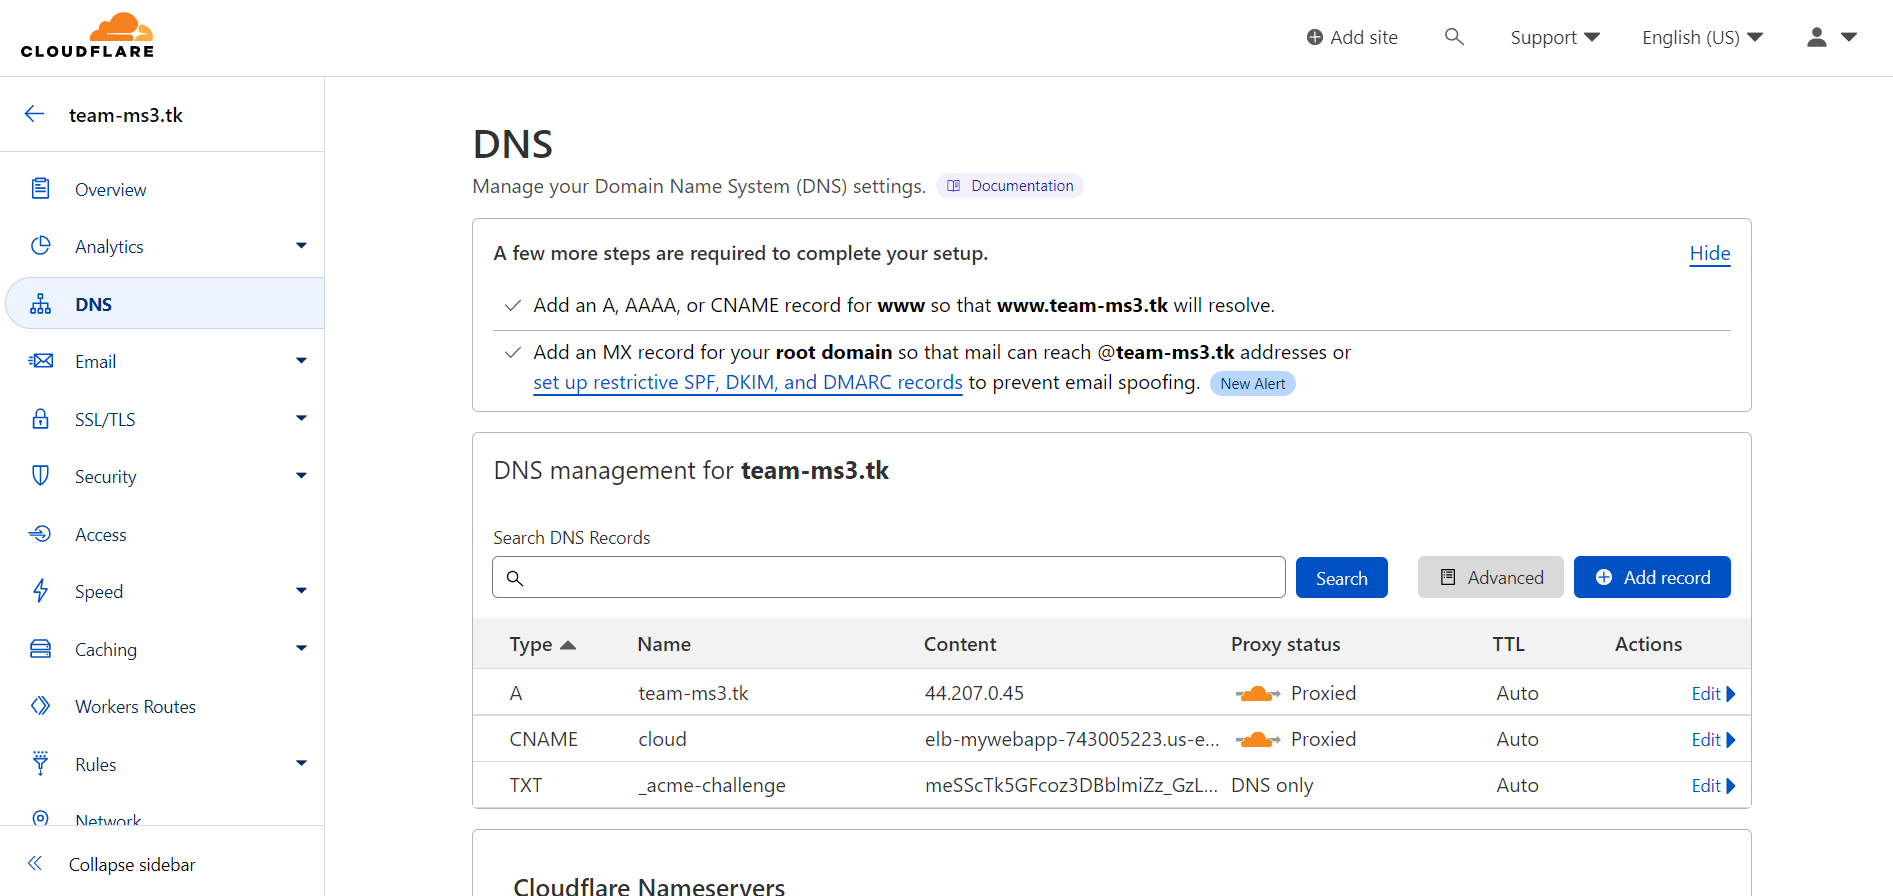 CLOUDFLARE
Add site
Support
English (US)
team-ms3.tk
Overview
Analytics
DNS
Email
SSL/TLS
Security
Access
Speed
Caching
Workers Routes
Rules
Network
Collapse sidebar
DNS
Manage your Domain Name System (DNS) settings. Documentation
A few more steps are required to complete your setup. Hide
Add an A, AAAA, or CNAME record for www so that www.team-ms3.tk will resolve.
Add an MX record for your root domain so that mail can reach @team-ms3.tk addresses or
set up restrictive SPF, DKIM, and DMARC records to prevent email spoofing. New Alert
DNS management for team-ms3.tk
Search DNS Records
Search Advanced Add record
Type Name Content Proxy status TTL Actions
A team-ms3.tk 44.207.0.45 Proxied Auto Edit
CNAME cloud elb-mywebapp-743005223.us-e... Proxied Auto Edit
TXT _acme-challenge meSScTk5GFcoz3DBblmiZz_GzL... DNS only Auto Edit
Cloudflare Nameservers